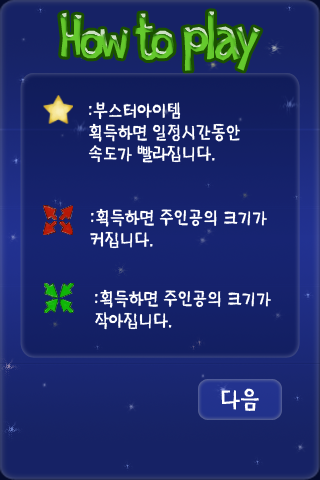 How to play
:부스터아이템
획득하면 일정시간동안
속도가 빨라집니다.
:획득하면 주인공의 크기가
커집니다.
:획득하면 주인공의 크기가
작아집니다.
다음